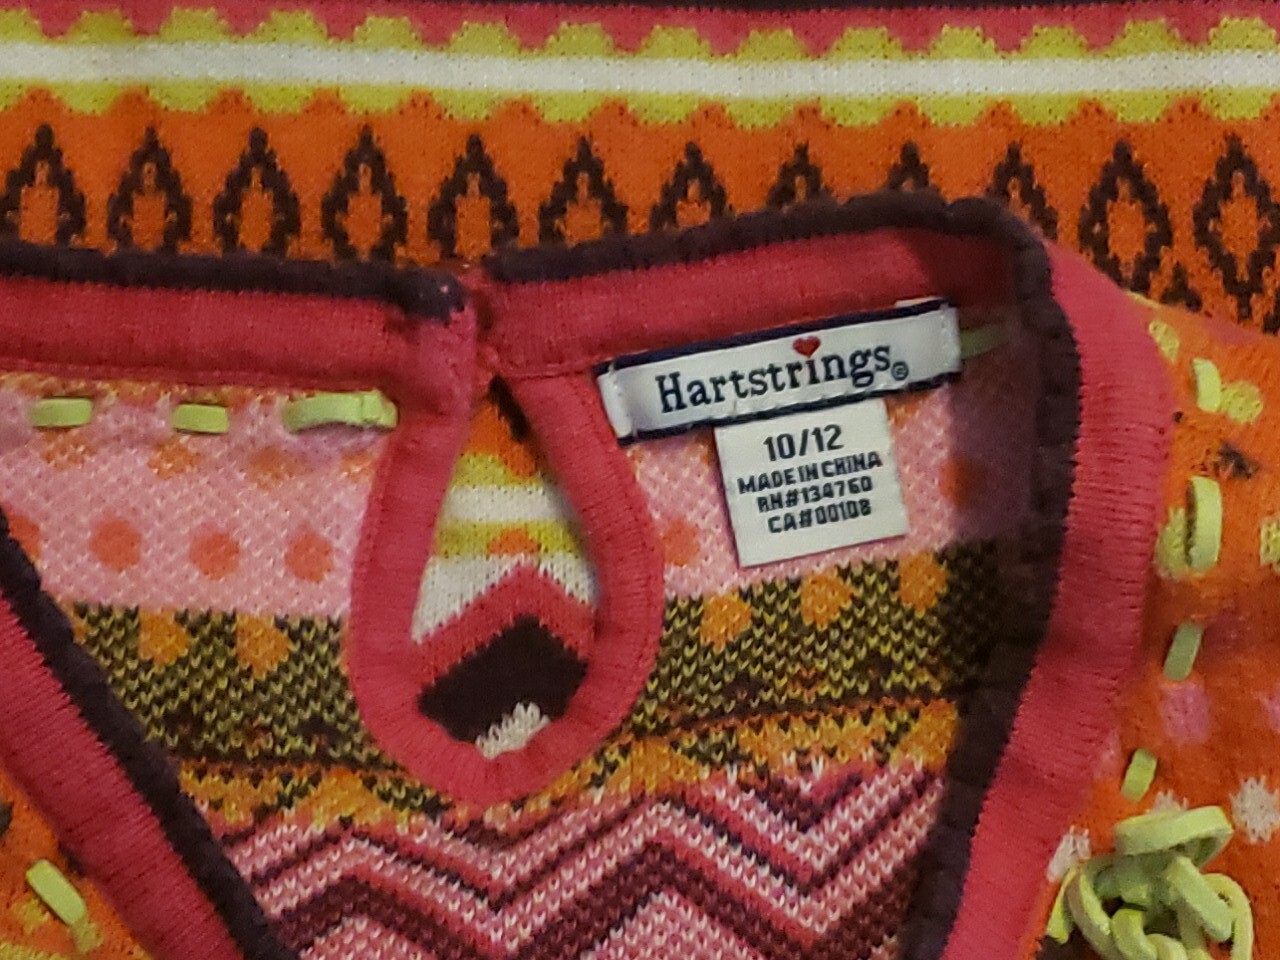 Hartstrings®
10/12
MADE IN CHINA
RN#134760
CA#00108